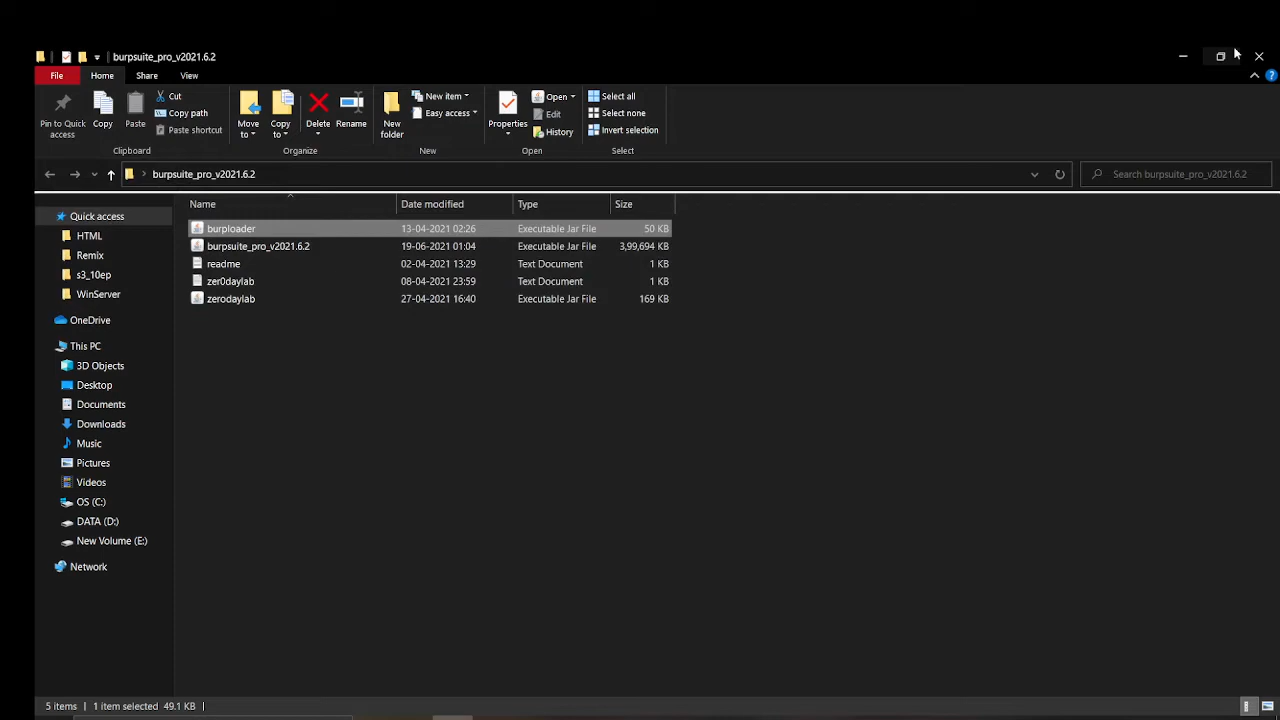 burpsuite_pro_v2021.6.2
File Home Share View
Pin to Quick access
Copy
Paste
Cut
Copy path
Paste shortcut
Move to
Copy to
Delete
Rename
New folder
New item
Easy access
Properties
Open
Edit
History
Select all
Select none
Invert selection
Clipboard Organize New Open Select
burpsuite_pro_v2021.6.2 Search burpsuite_pro_v2021.6.2
Name Date modified Type Size
burploader 13-04-2021 02:26 Executable Jar File 50 KB
burpsuite_pro_v2021.6.2 19-06-2021 01:04 Executable Jar File 3,99,694 KB
readme 02-04-2021 13:29 Text Document 1 KB
zer0daylab 08-04-2021 23:59 Text Document 1 KB
zerodaylab 27-04-2021 16:40 Executable Jar File 169 KB
Quick access
HTML
Remix
s3_10ep
WinServer
OneDrive
This PC
3D Objects
Desktop
Documents
Downloads
Music
Pictures
Videos
OS (C:)
DATA (D:)
New Volume (E:)
Network
5 items 1 item selected 49.1 KB